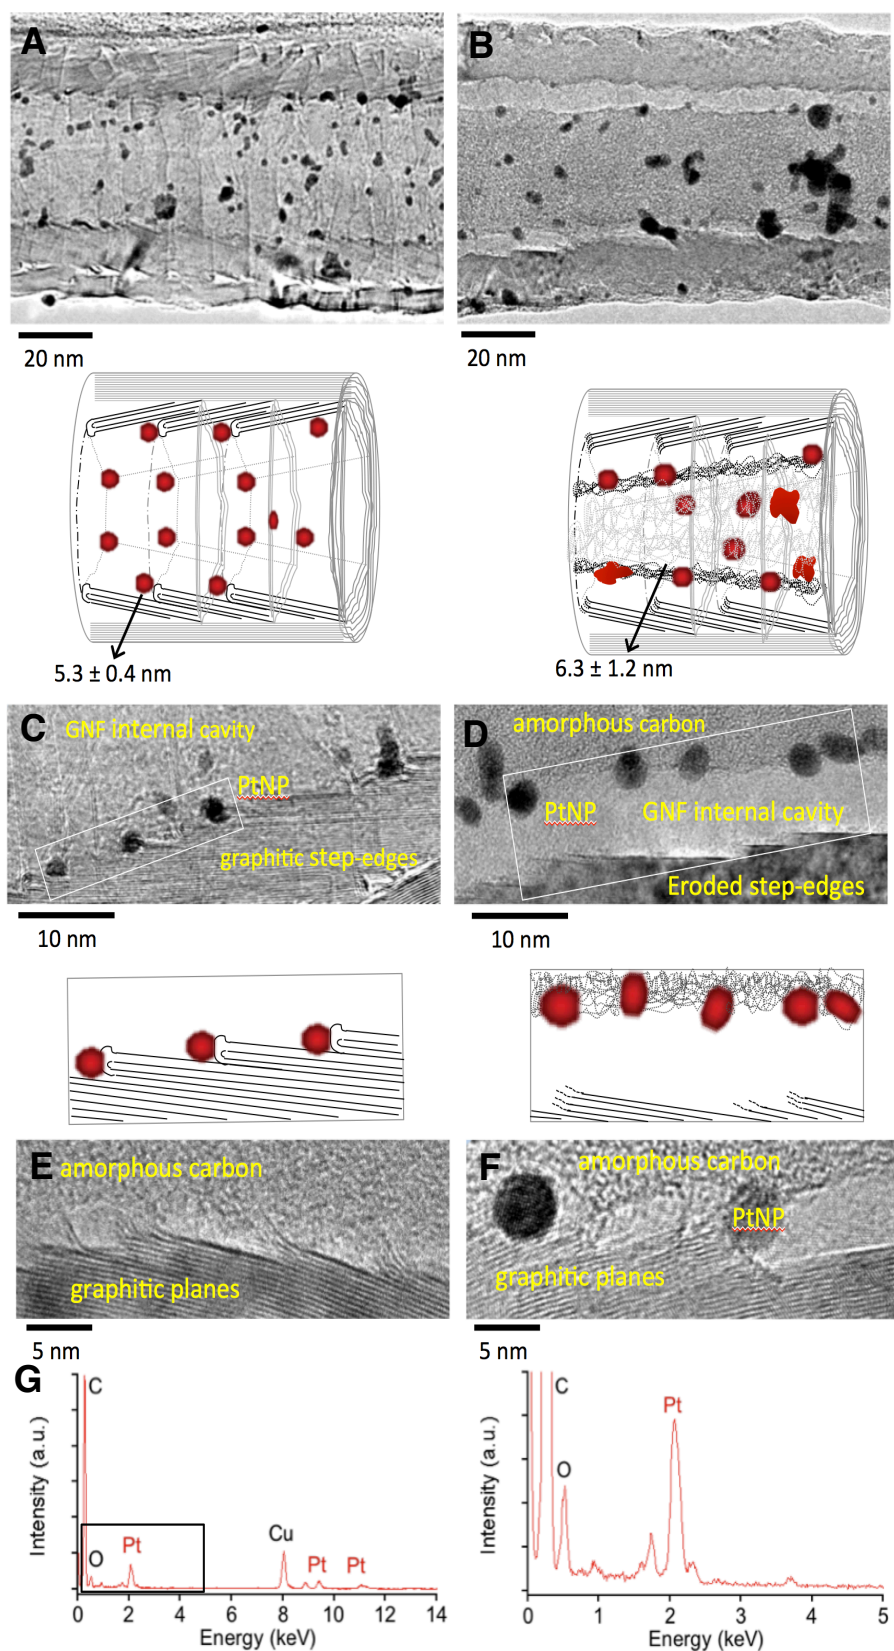 A
B
20 nm
20 nm
5.3 ± 0.4 nm
6.3 ± 1.2 nm
C
GNF internal cavity
PtNP
graphitic step-edges
D
amorphous carbon
PtNP
GNF internal cavity
Eroded step-edges
10 nm
10 nm
E
amorphous carbon
graphitic planes
F
amorphous carbon
PtNP
graphitic planes
5 nm
5 nm
G
C
O
Pt
Cu
Pt
Pt
Intensity (a.u.)
0 2 4 6 8 10 12 14
Energy (keV)
C
O
Pt
Intensity (a.u.)
0 1 2 3 4 5
Energy (keV)